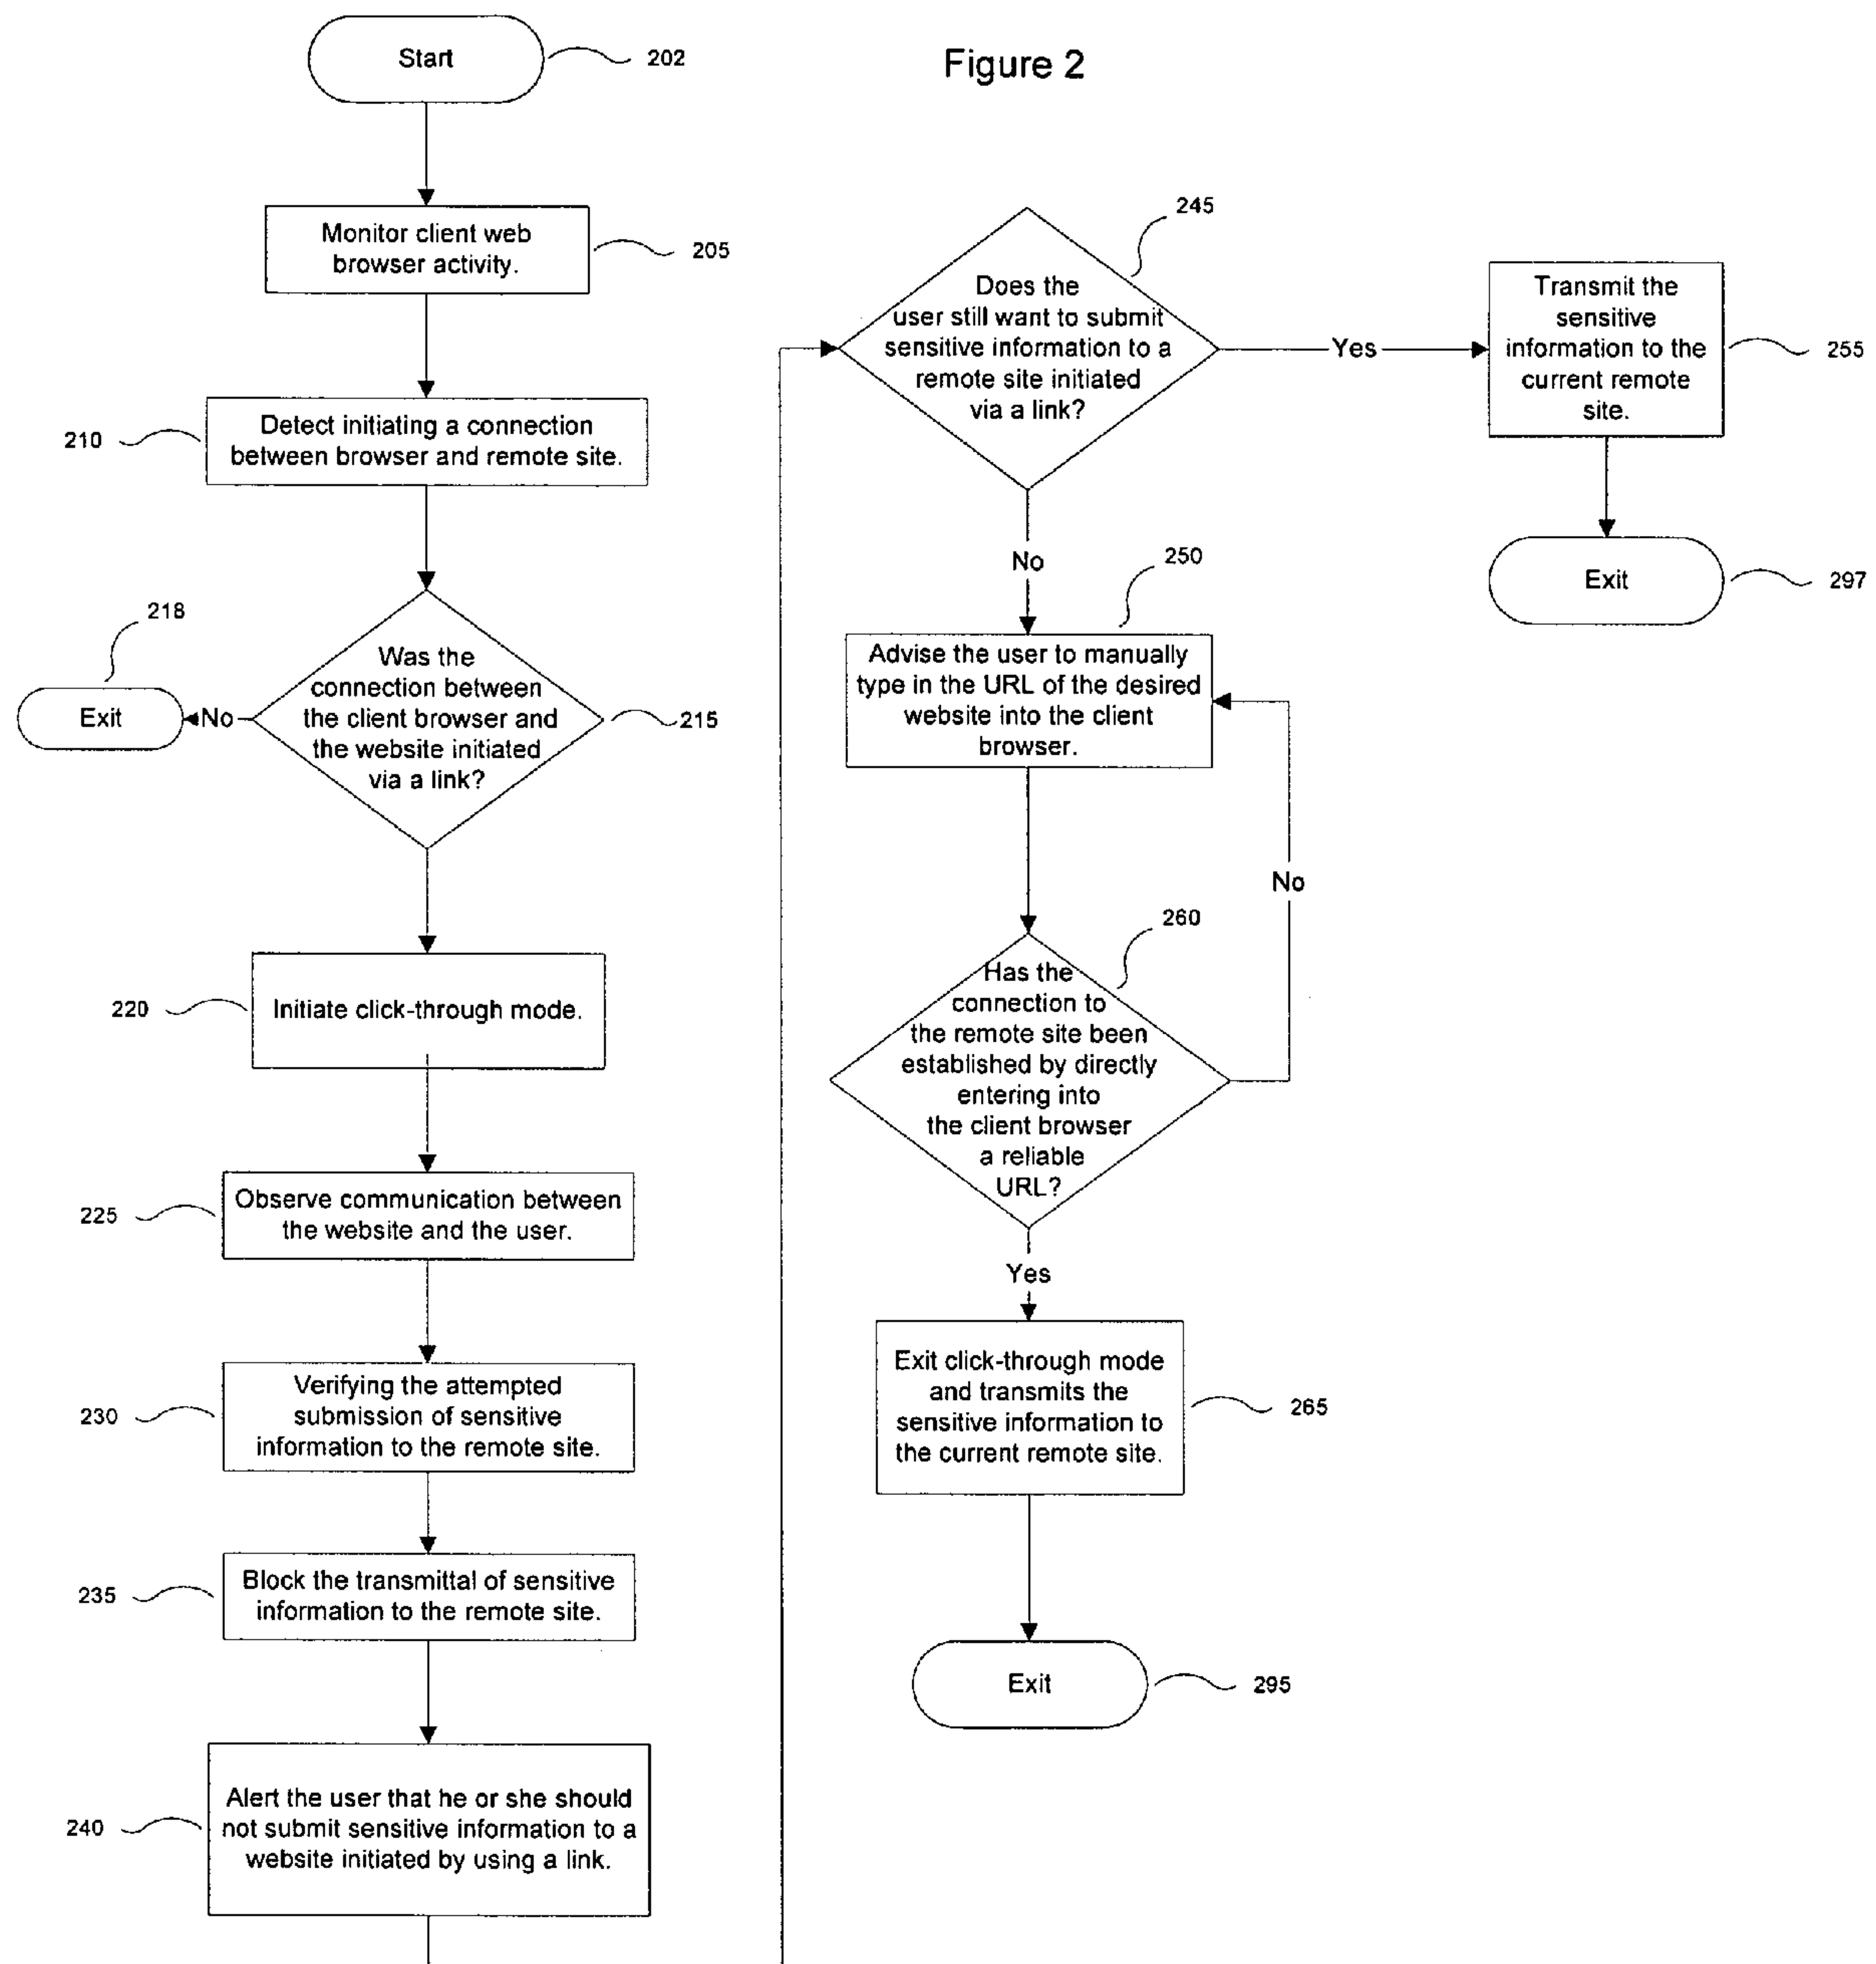 Figure 2
Start
202
Monitor client web
browser activity.
205
210
Detect initiating a connection
between browser and remote site.
218
Exit
No
Was the
connection between
the client browser and
the website initiated
via a link?
215
220
Initiate click-through mode.
225
Observe communication between
the website and the user.
230
Verifying the attempted
submission of sensitive
information to the remote site.
235
Block the transmittal of sensitive
information to the remote site.
240
Alert the user that he or she should
not submit sensitive information to a
website initiated by using a link.
245
Does the
user still want to submit
sensitive information to a
remote site initiated
via a link?
Yes
Transmit the
sensitive
information to the
current remote
site.
255
Exit
297
No
250
Advise the user to manually
type in the URL of the desired
website into the client
browser.
No
260
Has the
connection to
the remote site been
established by directly
entering into
the client browser
a reliable
URL?
Yes
Exit click-through mode
and transmits the
sensitive information to
the current remote site.
265
Exit
295